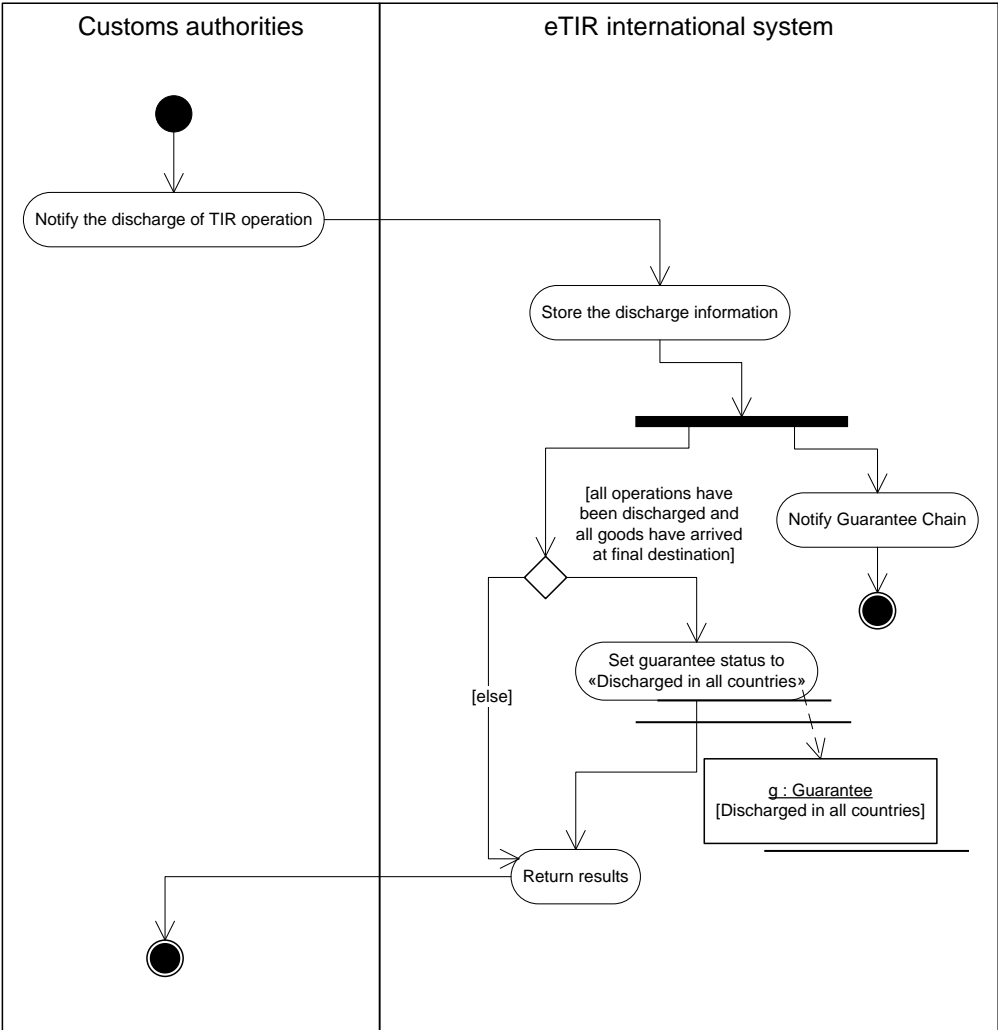 Customs authorities
eTIR international system
Notify the discharge of TIR operation
Store the discharge information
[all operations have
been discharged and
all goods have arrived
at final destination]
Notify Guarantee Chain
Set guarantee status to
«Discharged in all countries»
[else]
g : Guarantee
[Discharged in all countries]
Return results